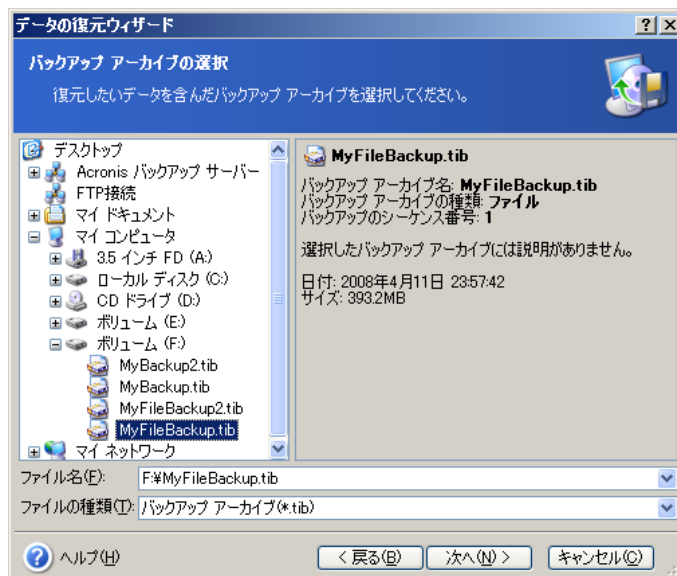 データの復元ウィザード
バックアップ アーカイブの選択
復元したいデータを含んだバックアップ アーカイブを選択してください。
デスクトップ
Acronis バックアップ サーバー
FTP接続
マイ ドキュメント
マイ コンピュータ
3.5 インチ FD (A:)
ローカル ディスク (C:)
CD ドライブ (D:)
ボリューム (E:)
ボリューム (F:)
MyBackup2.tib
MyBackup.tib
MyFileBackup2.tib
MyFileBackup.tib
マイ ネットワーク
MyFileBackup.tib
バックアップ アーカイブ名: MyFileBackup.tib
バックアップ アーカイブの種類: ファイル
バックアップのシーケンス番号: 1
選択したバックアップ アーカイブには説明がありません。
日付: 2008年4月11日 23:57:42
サイズ: 393.2MB
ファイル名(F): F:¥MyFileBackup.tib
ファイルの種類(T): バックアップ アーカイブ(*.tib)
ヘルプ(H) < 戻る(B) 次へ(N) > キャンセル(C)